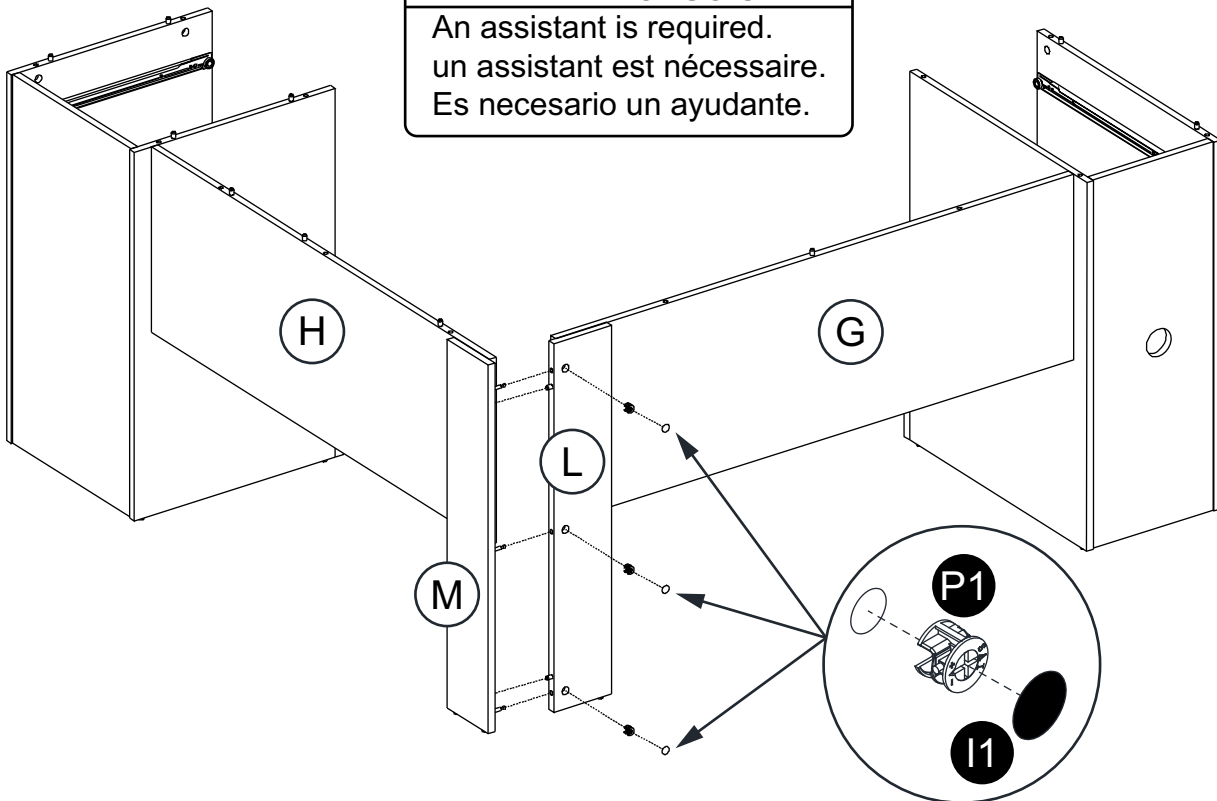 An assistant is required.
un assistant est nécessaire.
Es necesario un ayudante.
H
G
L
M
P1
I1